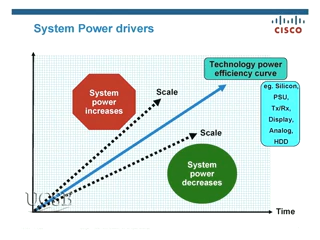 System Power drivers
CISCO
Technology power
efficiency curve
eg. Silicon,
PSU,
Tx/Rx,
Display,
Analog,
HDD
System
power
increases
Scale
Scale
System
power
decreases
Time